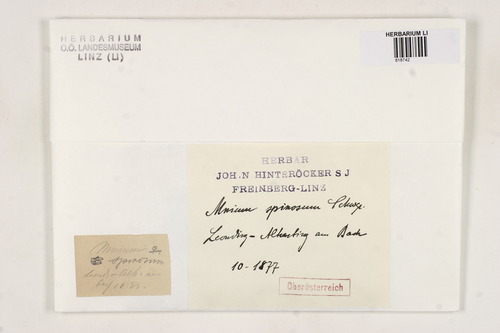 HERBARIUM
O.Ö. LANDESMUSEUM
LINZ (LI)
HERBARIUM LI
HERBAR
JOH.N HINTERÖCKER S J
FREINBERG-LINZ
Mnium spinosum Schwgr.
Leonding - Alharting am Bach
10-1877
Oberösterreich
Mnium
spinosum